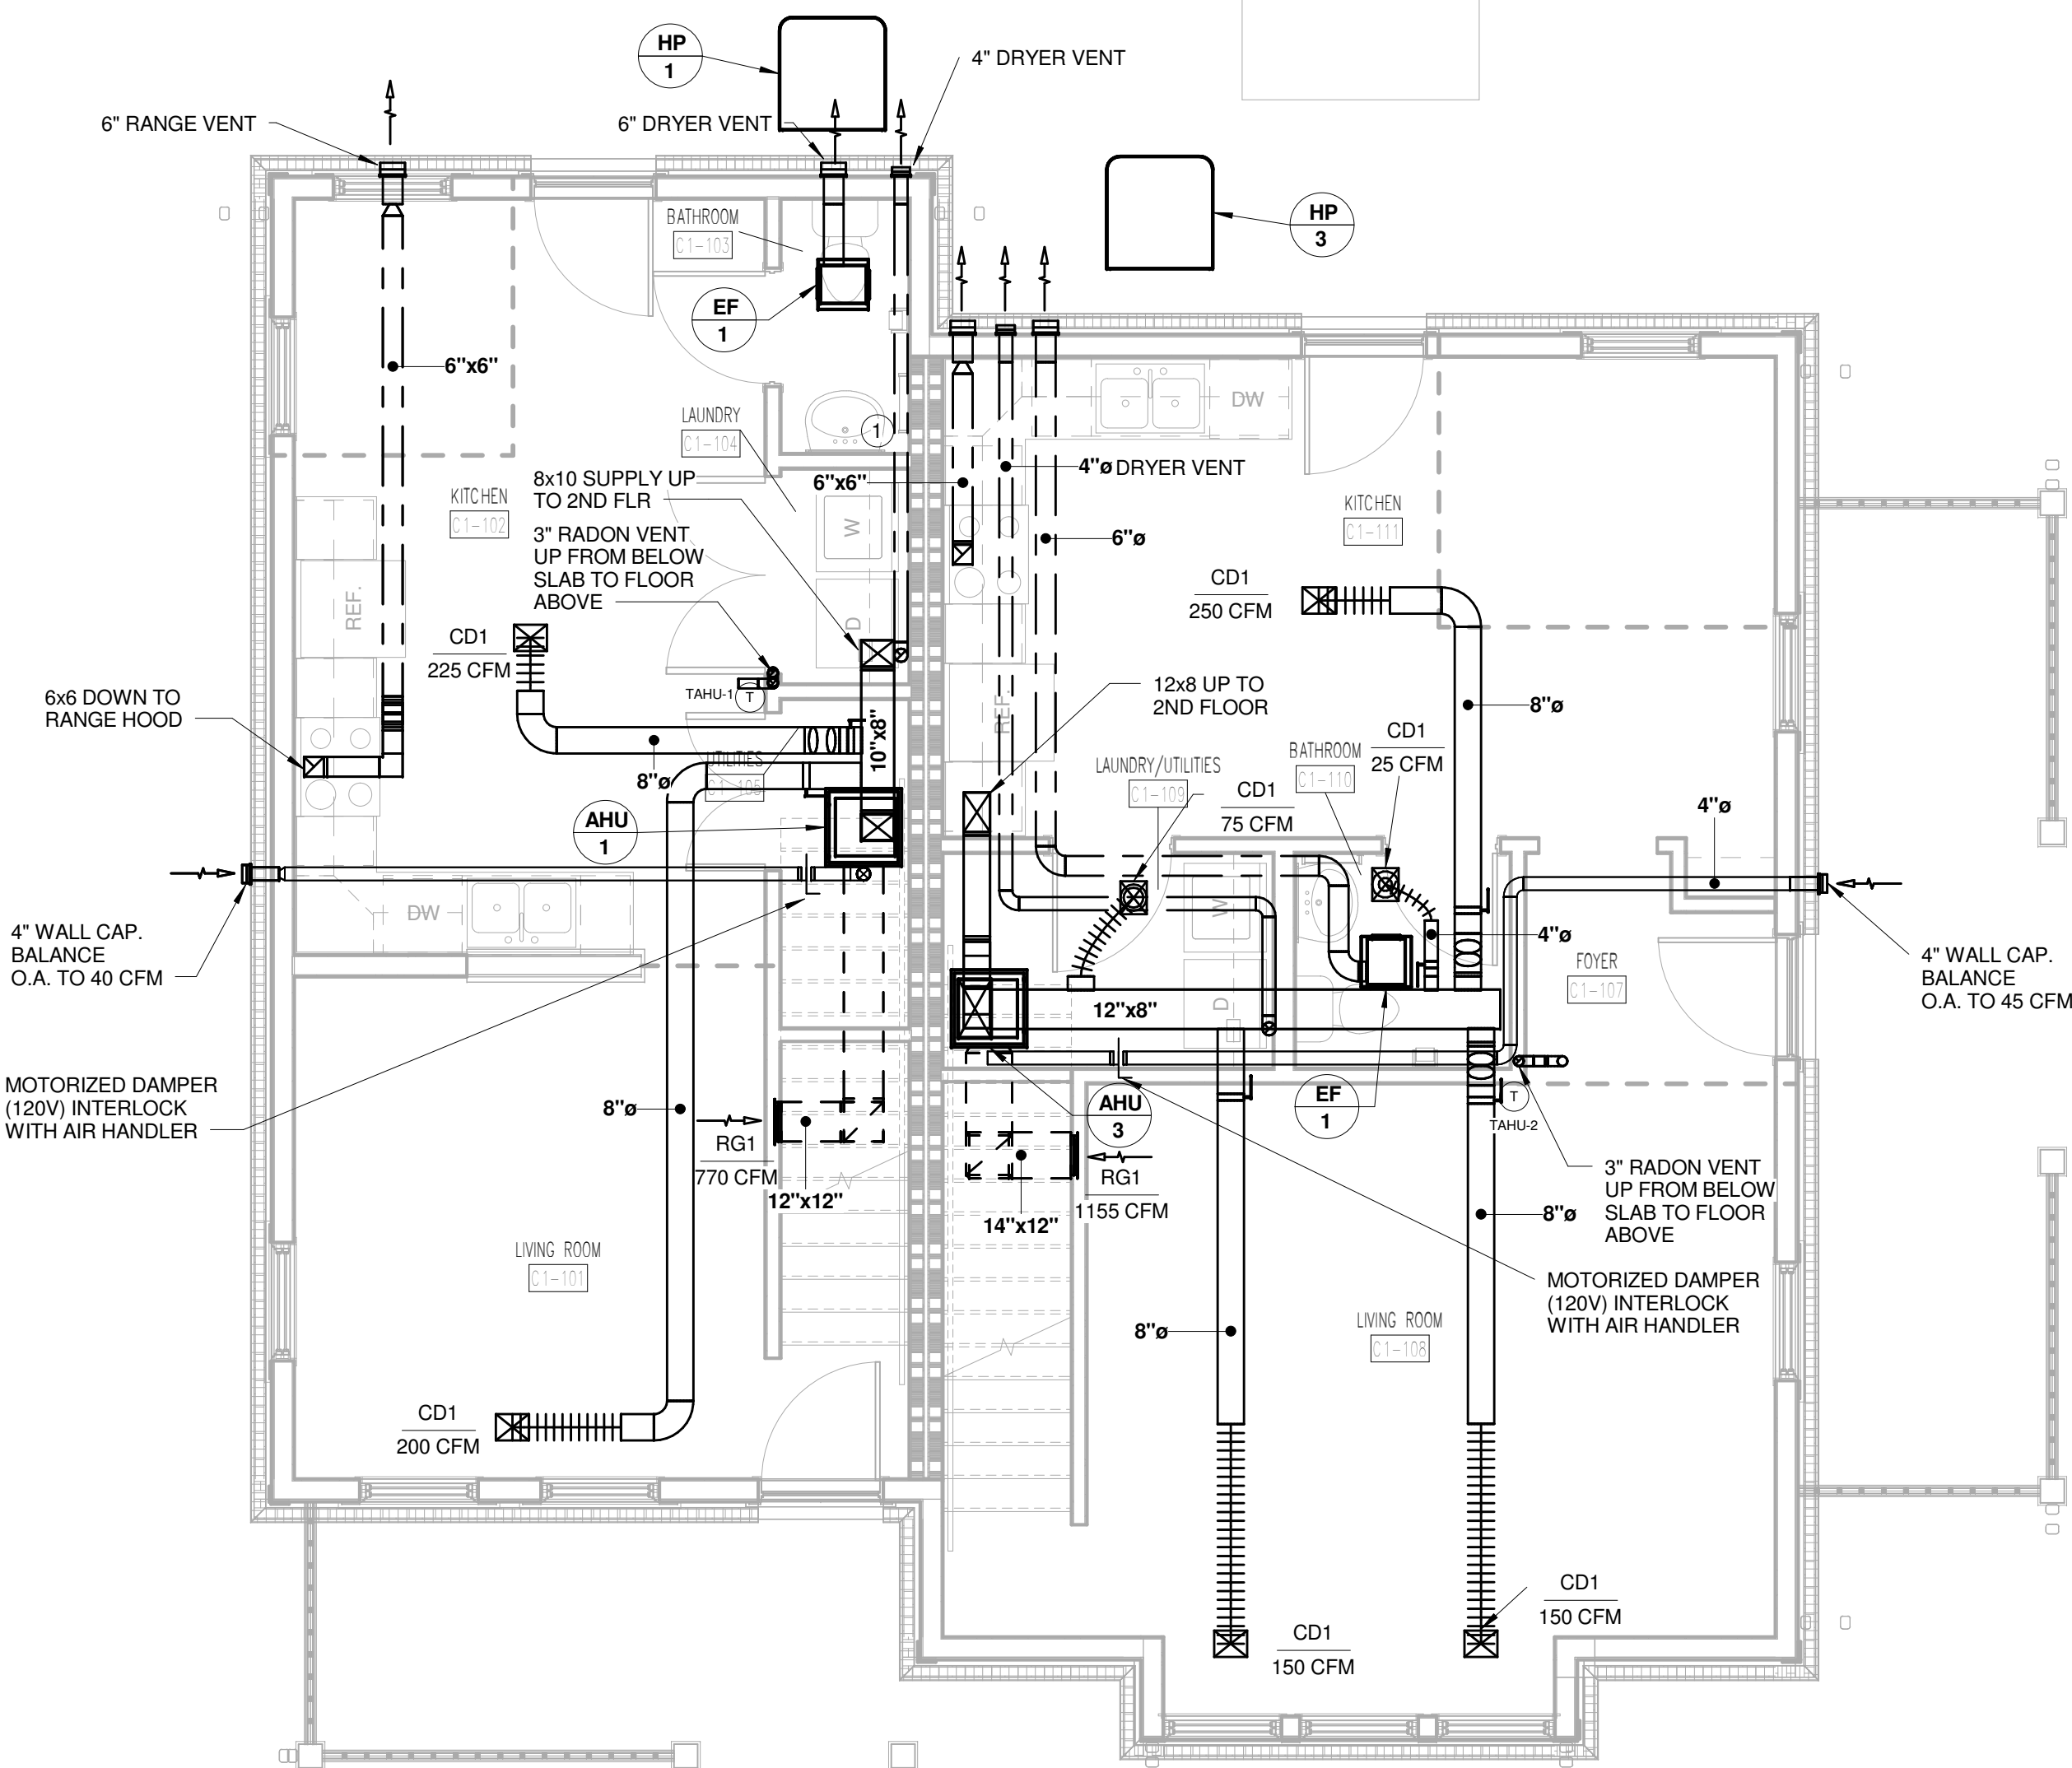 HP
1
4" DRYER VENT
6" RANGE VENT
6" DRYER VENT
HP
3
BATHROOM
C1-103
EF
1
6"x6"
LAUNDRY
C1-104
1
DW
8x10 SUPPLY UP
TO 2ND FLR
6"x6"
4"ø DRYER VENT
KITCHEN
C1-102
W
KITCHEN
C1-111
3" RADON VENT
UP FROM BELOW
SLAB TO FLOOR
ABOVE
6"ø
REF.
D
CD1
250 CFM
CD1
225 CFM
6x6 DOWN TO
RANGE HOOD
TAHU-1
T
12x8 UP TO
2ND FLOOR
REF.
8"ø
10"x8"
8"ø
UTILITIES
C1-105
LAUNDRY/UTILITIES
C1-109
BATHROOM
C1-110
CD1
25 CFM
CD1
75 CFM
4"ø
AHU
1
DW
W
4" WALL CAP.
BALANCE
O.A. TO 40 CFM
4"ø
FOYER
C1-107
4" WALL CAP.
BALANCE
O.A. TO 45 CFM
12"x8"
D
MOTORIZED DAMPER
(120V) INTERLOCK
WITH AIR HANDLER
8"ø
RG1
770 CFM
12"x12"
AHU
3
RG1
1155 CFM
14"x12"
EF
1
T
TAHU-2
3" RADON VENT
UP FROM BELOW
SLAB TO FLOOR
ABOVE
8"ø
LIVING ROOM
C1-101
MOTORIZED DAMPER
(120V) INTERLOCK
WITH AIR HANDLER
8"ø
LIVING ROOM
C1-108
CD1
200 CFM
CD1
150 CFM
CD1
150 CFM